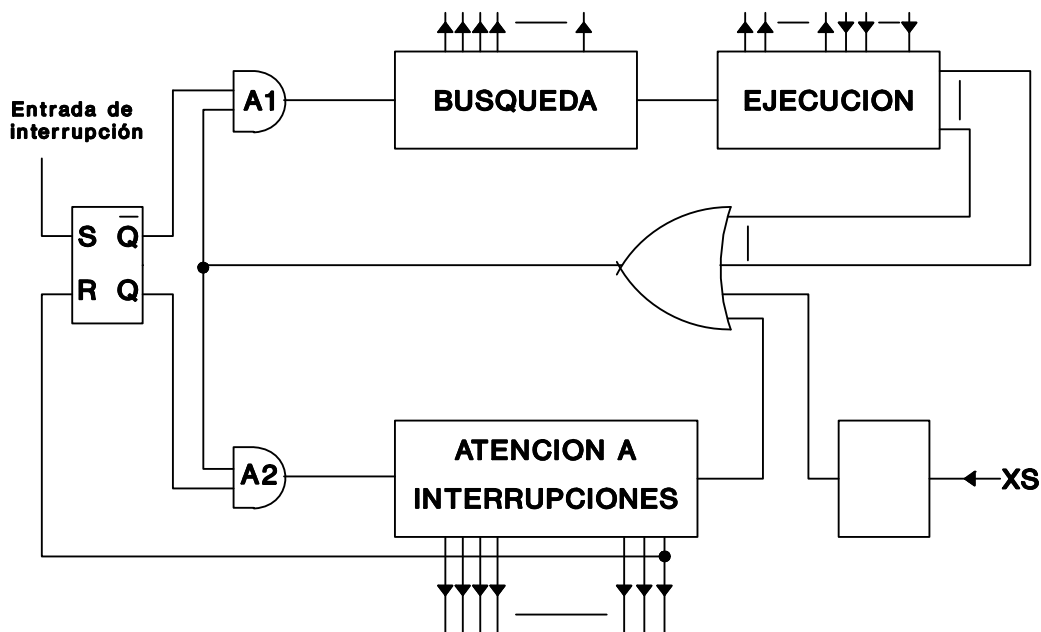 A1
BUSQUEDA
EJECUCION
Entrada de
interrupción
S Q̅
R Q
A2
ATENCION A
INTERRUPCIONES
XS